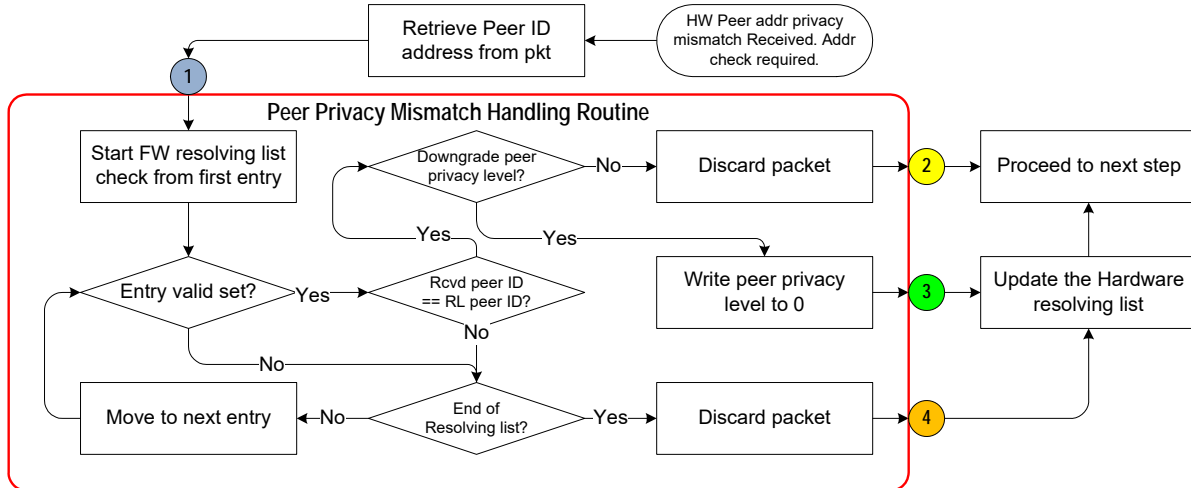 Retrieve Peer ID
address from pkt
HW Peer addr privacy
mismatch Received. Addr
check required.
1
Peer Privacy Mismatch Handling Routine
Start FW resolving list
check from first entry
Downgrade peer
privacy level?
No
Discard packet
2
Proceed to next step
Yes
Yes
Entry valid set?
Yes
Rcvd peer ID
== RL peer ID?
Write peer privacy
level to 0
3
Update the Hardware
resolving list
No
No
Move to next entry
No
End of
Resolving list?
Yes
Discard packet
4